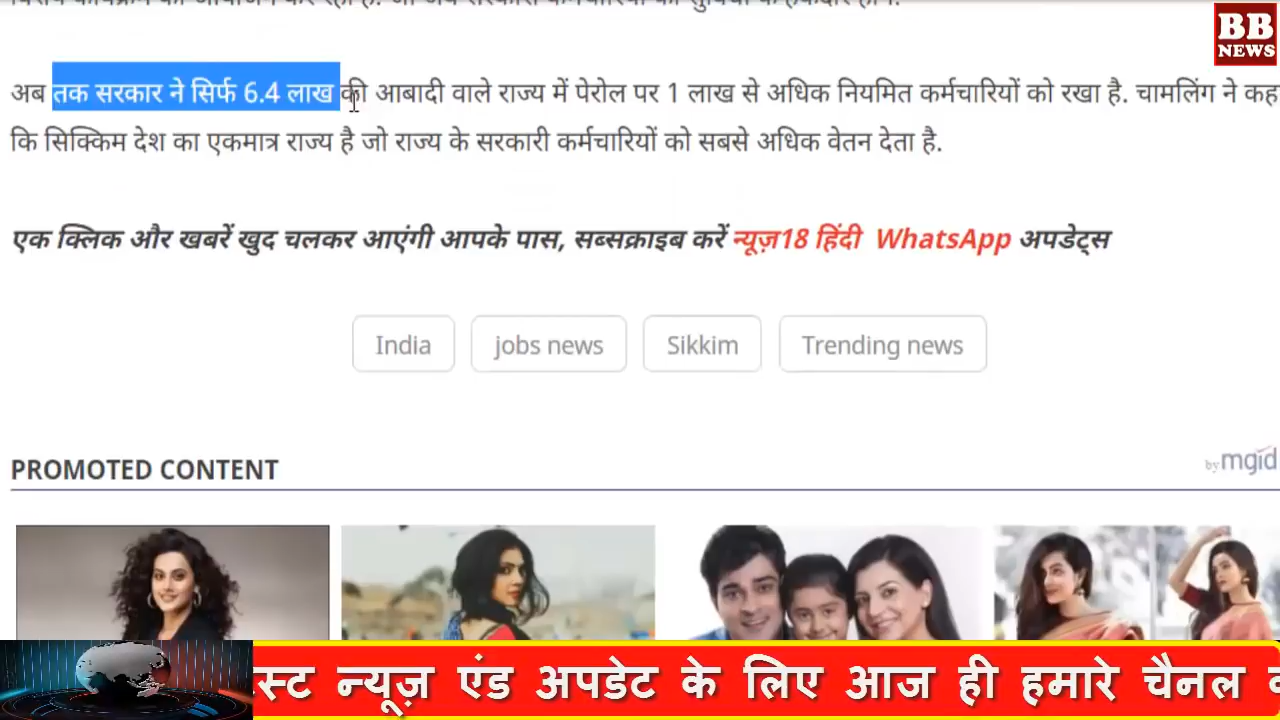 BB
NEWS
अब तक सरकार ने सिर्फ 6.4 लाख की आबादी वाले राज्य में पेरोल पर 1 लाख से अधिक नियमित कर्मचारियों को रखा है. चामलिंग ने कह
कि सिक्किम देश का एकमात्र राज्य है जो राज्य के सरकारी कर्मचारियों को सबसे अधिक वेतन देता है.
एक क्लिक और खबरें खुद चलकर आएंगी आपके पास, सब्सक्राइब करें न्यूज़18 हिंदी WhatsApp अपडेट्स
India jobs news Sikkim Trending news
PROMOTED CONTENT
by mgid
न्यूज़ एंड अपडेट के लिए आज ही हमारे चैनल